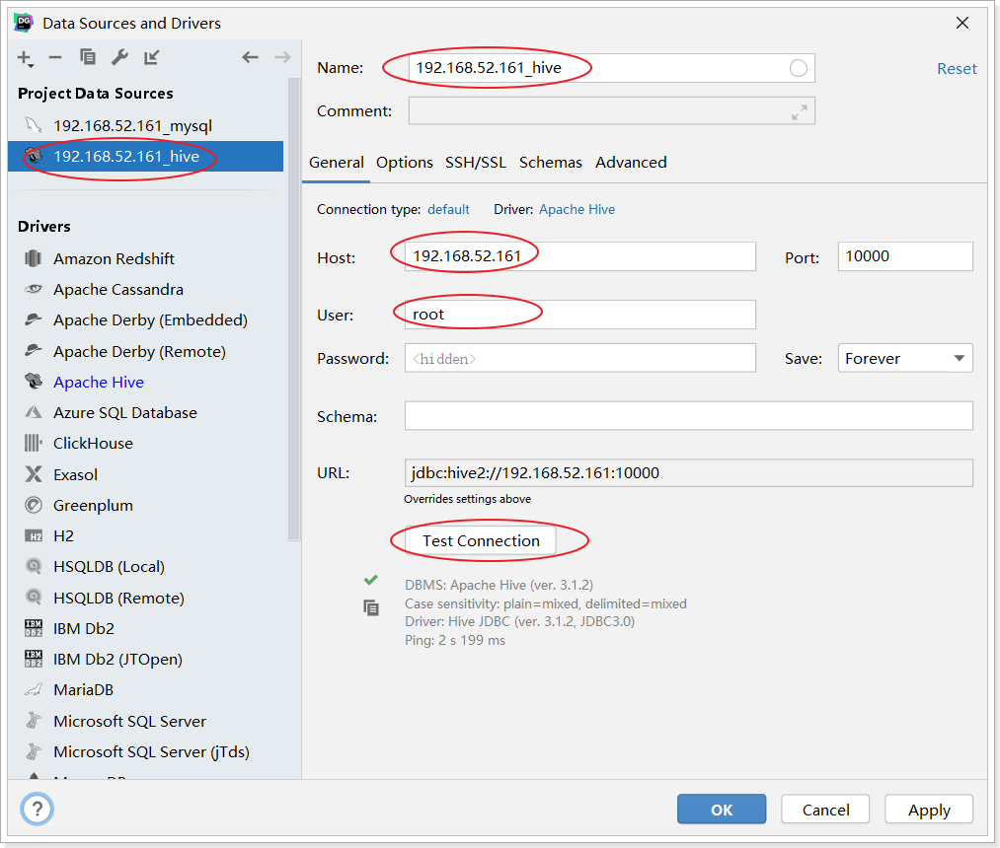 DG Data Sources and Drivers
Name: 192.168.52.161_hive Reset
Comment:
Project Data Sources
192.168.52.161_mysql
192.168.52.161_hive
Drivers
Amazon Redshift
Apache Cassandra
Apache Derby (Embedded)
Apache Derby (Remote)
Apache Hive
Azure SQL Database
ClickHouse
Exasol
Greenplum
H2 H2
HSQLDB (Local)
HSQLDB (Remote)
IBM DB2 IBM Db2
IBM DB2 IBM Db2 (JTOpen)
MariaDB
Microsoft SQL Server
Microsoft SQL Server (jTds)
General Options SSH/SSL Schemas Advanced
Connection type: default Driver: Apache Hive
Host: 192.168.52.161 Port: 10000
User: root
Password: <hidden> Save: Forever
Schema:
URL: jdbc:hive2://192.168.52.161:10000
Overrides settings above
Test Connection
DBMS: Apache Hive (ver. 3.1.2)
Case sensitivity: plain=mixed, delimited=mixed
Driver: Hive JDBC (ver. 3.1.2, JDBC3.0)
Ping: 2 s 199 ms
? OK Cancel Apply